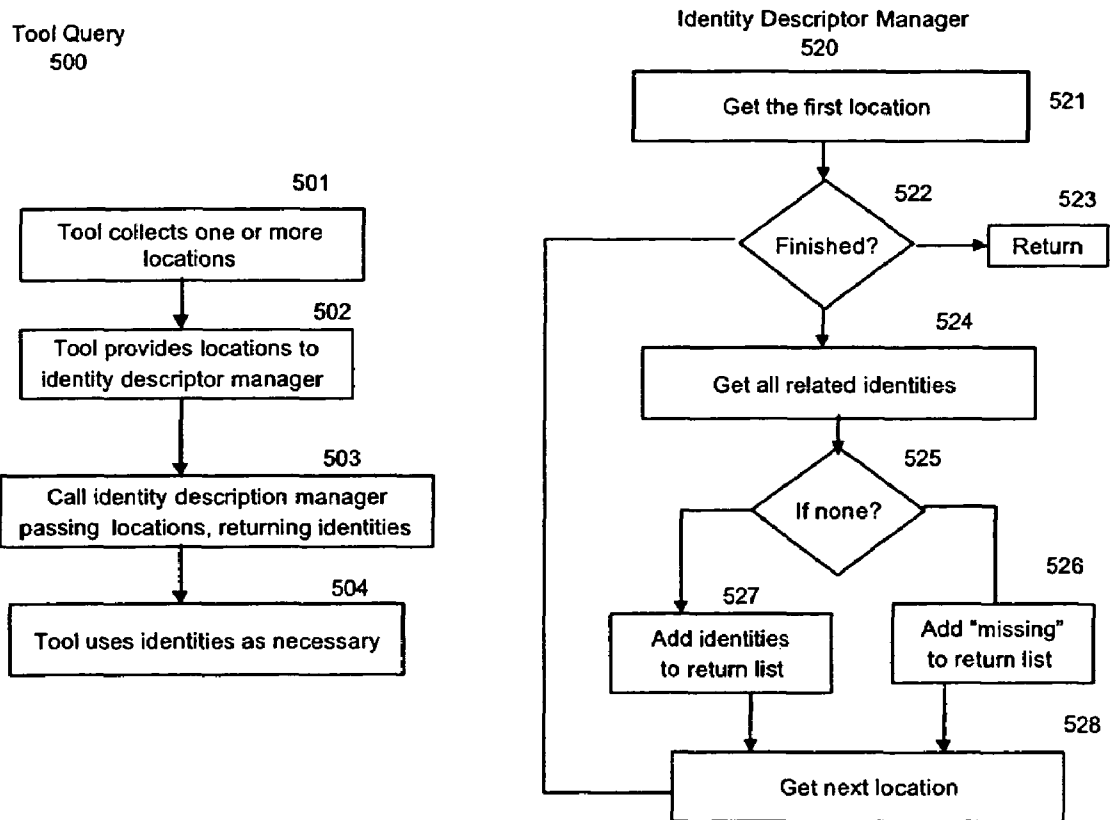 Tool Query
500
501
Tool collects one or more
locations
502
Tool provides locations to
identity descriptor manager
503
Call identity description manager
passing locations, returning identities
504
Tool uses identities as necessary
Identity Descriptor Manager
520
Get the first location
521
522
Finished?
523
Return
524
Get all related identities
525
If none?
526
527
Add identities
to return list
Add "missing"
to return list
528
Get next location